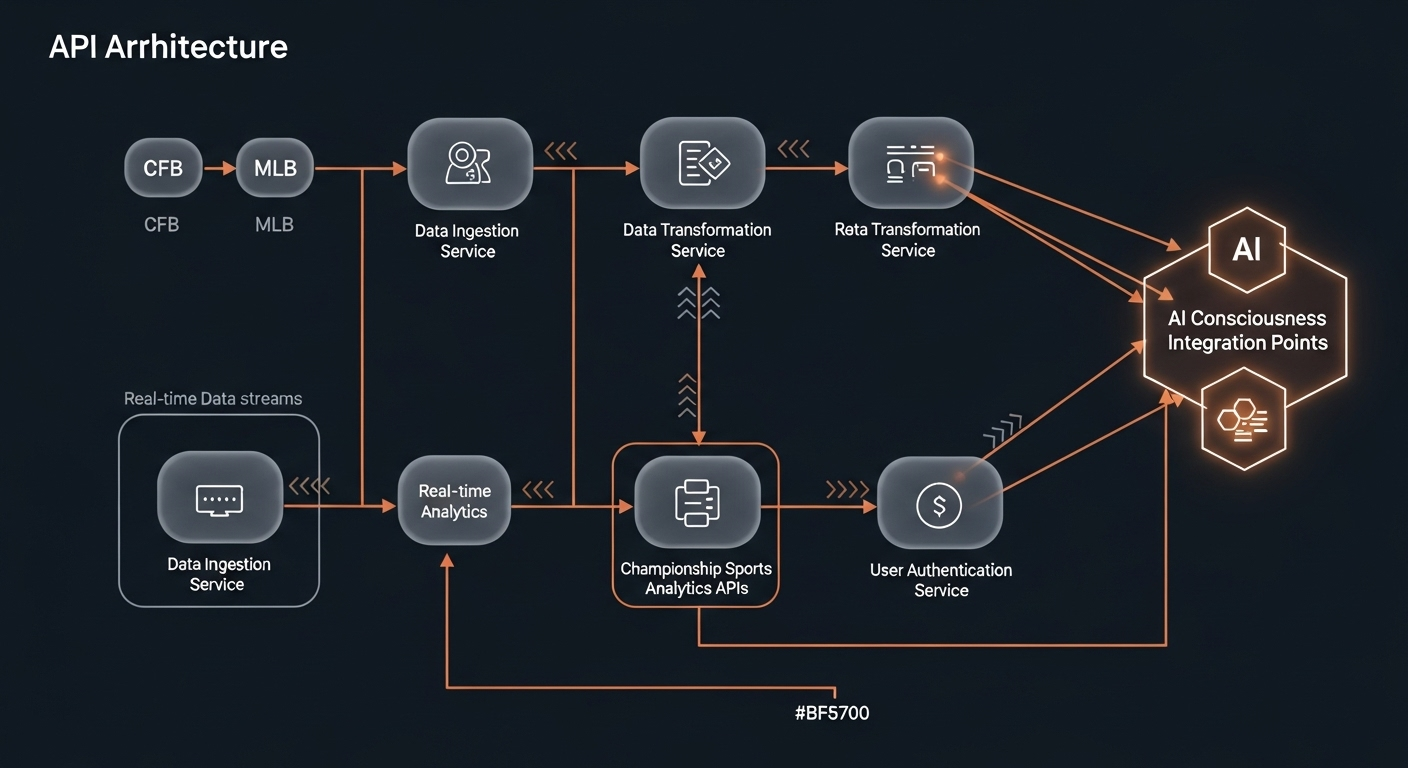 API Arrhitecture
CFB
MLB
CFB
MLB
Data Ingestion
Service
Data Transformation
Service
Reta Transformation
Service
AI
AI Consciousness
Integration Points
Real-time Data streams
Data Ingestion
Service
Real-time
Analytics
Championship Sports
Analytics APIs
$
User Authentication
Service
#BF5700